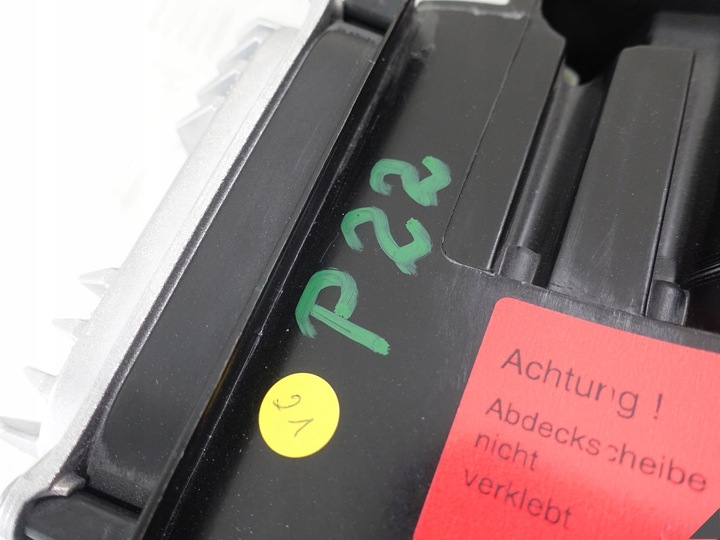 P22
21
Achtung !
Abdeckscheibe
nicht
verklebt